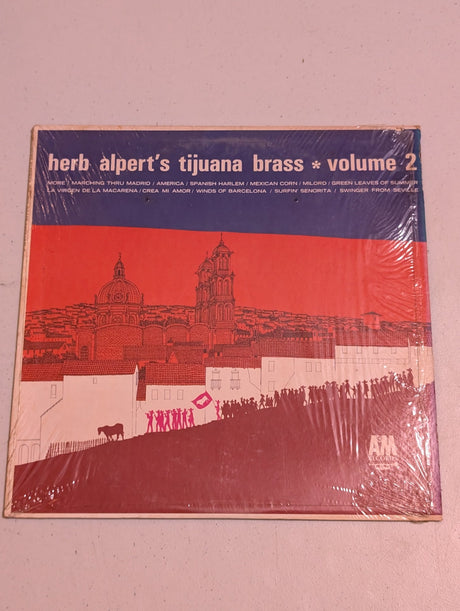 herb alpert's tijuana brass * volume 2
MORE / MARCHING THRU MADRID / AMERICA / SPANISH HARLEM / MEXICAN CORN / MILORD / GREEN LEAVES OF SUMMER
LA VIRGEN DE LA MACARENA / CREA MI AMOR / WINDS OF BARCELONA / SURFIN' SENORITA / SWINGER FROM SEVILLE
A&M
RECORDS